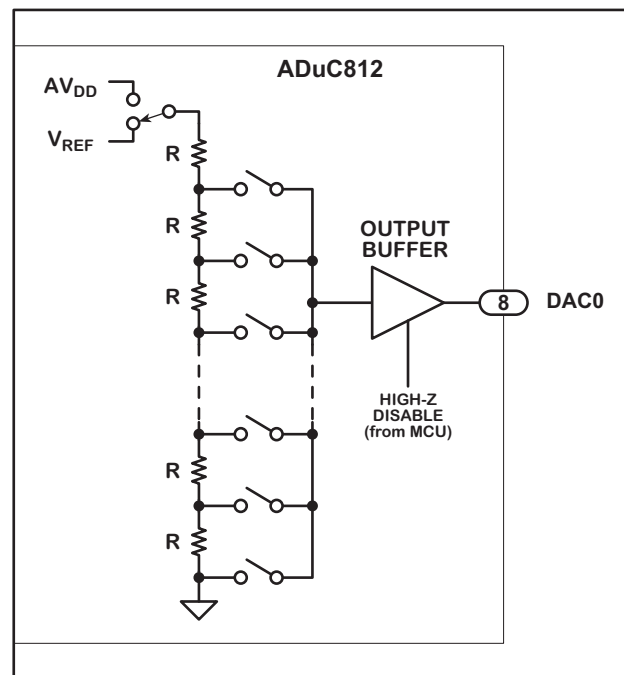 ADuC812
AVDD
VREF
R
R
R
OUTPUT
BUFFER
8 DAC0
HIGH-Z
DISABLE
(from MCU)
R
R